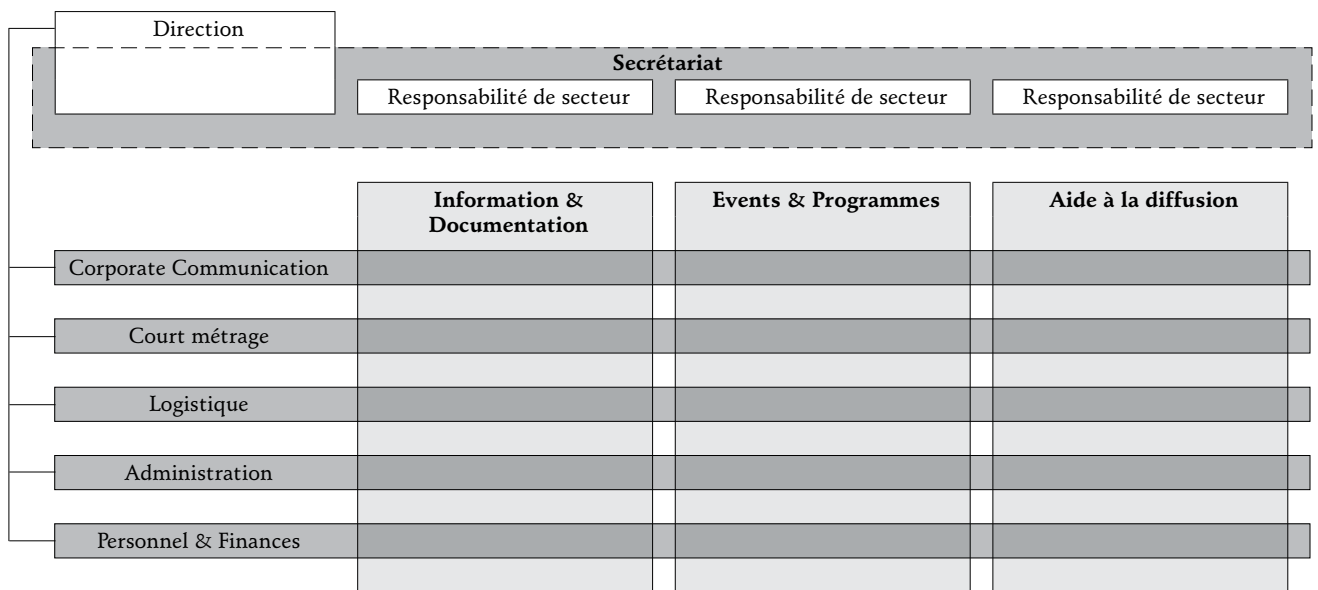 Direction
Secrétariat
Responsabilité de secteur
Responsabilité de secteur
Responsabilité de secteur
Information &
Documentation
Events & Programmes
Aide à la diffusion
Corporate Communication
Court métrage
Logistique
Administration
Personnel & Finances